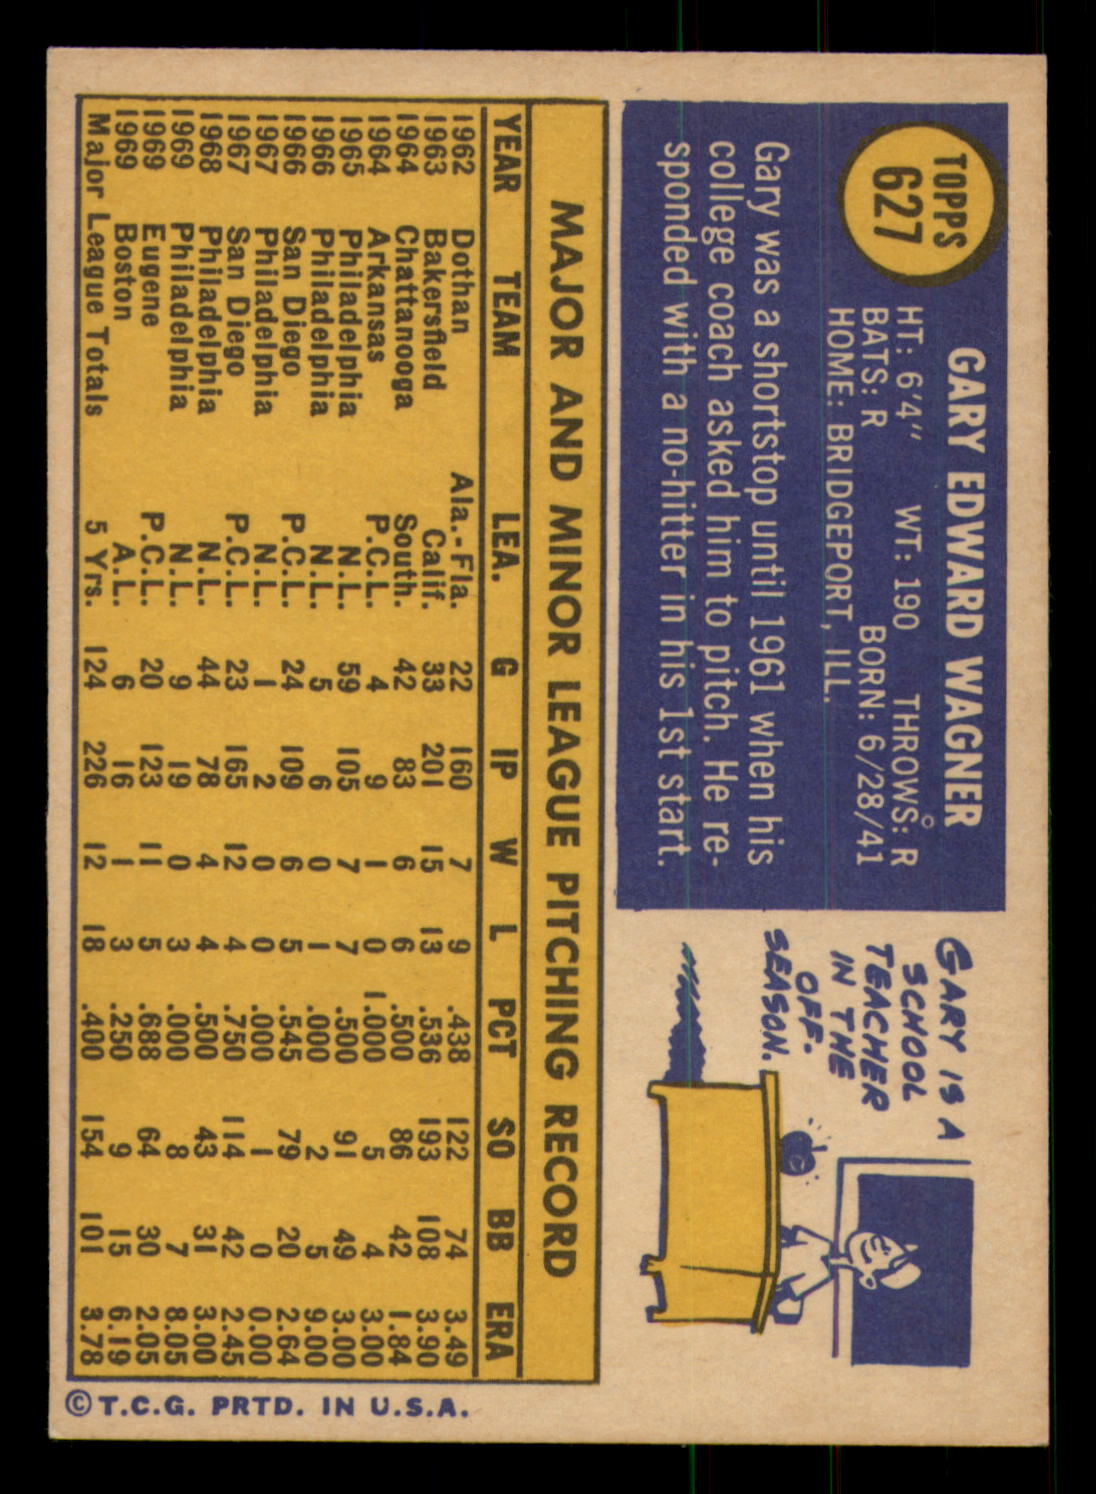 TOPPS
627
GARY EDWARD WAGNER
HT: 6'4" WT: 190 THROWS: R
BATS: R BORN: 6/28/41
HOME: BRIDGEPORT, ILL.
Gary was a shortstop until 1961 when his
college coach asked him to pitch. He re-
sponded with a no-hitter in his 1st start.
GARY IS A
SCHOOL
TEACHER
IN THE
OFF.
SEASON.
MAJOR AND MINOR LEAGUE PITCHING RECORD
YEAR TEAM LEA. G IP W L PCT SO BB ERA
1962 Dothan Ala.-Fla. 22 160 7 9 .438 122 74 3.49
1963 Bakersfield Calif. 33 201 15 13 .536 193 108 3.90
1964 Chattanooga South. 42 83 6 6 .500 86 42 1.84
1964 Arkansas P.C.L. 4 9 1 0 1.000 5 4 3.00
1965 Philadelphia N.L. 59 105 7 7 .500 91 49 3.00
1966 Philadelphia N.L. 5 6 0 1 .000 2 5 9.00
1966 San Diego P.C.L. 24 109 6 5 .545 79 20 2.64
1967 Philadelphia N.L. 1 2 0 0 .000 1 0 0.00
1967 San Diego P.C.L. 23 165 12 4 .750 114 42 2.45
1968 Philadelphia N.L. 44 78 4 4 .500 43 31 3.00
1969 Philadelphia N.L. 9 19 0 3 .000 8 7 8.05
1969 Eugene P.C.L. 20 123 11 5 .688 64 30 2.05
1969 Boston A.L. 6 16 1 3 .250 9 15 6.19
Major League Totals 5 Yrs. 124 226 12 18 .400 154 101 3.78
© T.C.G. PRTD. IN U.S.A.